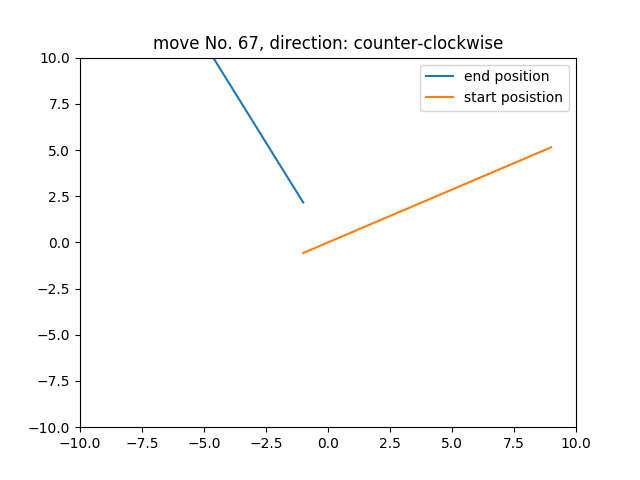 move No. 67, direction: counter-clockwise
end position
start posistion
10.0
7.5
5.0
2.5
0.0
−2.5
−5.0
−7.5
−10.0
−10.0 −7.5 −5.0 −2.5 0.0 2.5 5.0 7.5 10.0